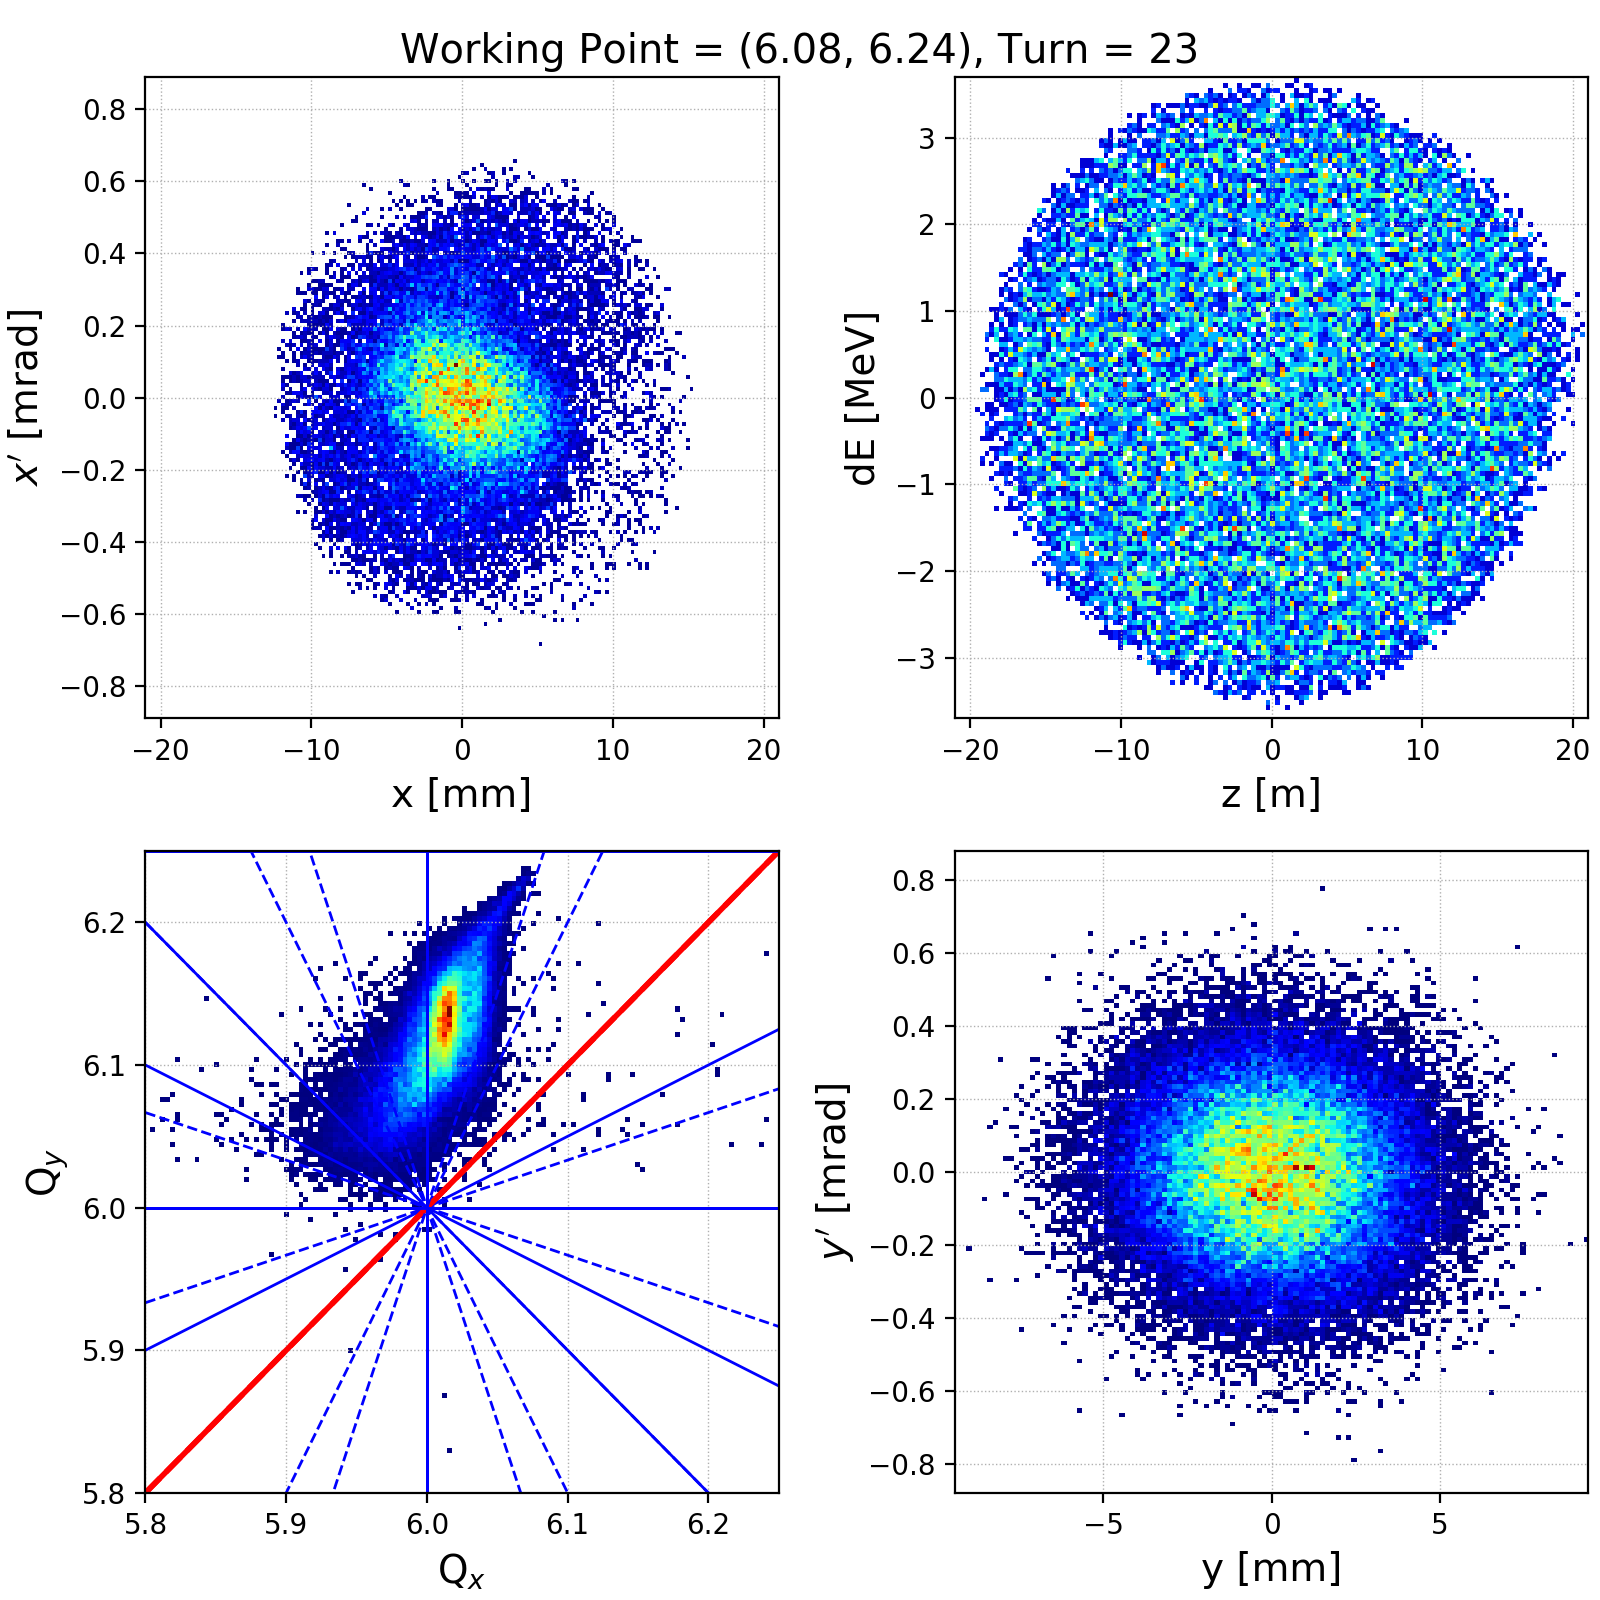 Working Point = (6.08, 6.24), Turn = 23
0.8
0.6
0.4
0.2
0.0
−0.2
−0.4
−0.6
−0.8
x′ [mrad]
−20 −10 0 10 20
x [mm]
3
2
1
0
−1
−2
−3
dE [MeV]
−20 −10 0 10 20
z [m]
6.2
6.1
6.0
5.9
5.8
Qy
5.8 5.9 6.0 6.1 6.2
Qx
0.8
0.6
0.4
0.2
0.0
−0.2
−0.4
−0.6
−0.8
y′ [mrad]
−5 0 5
y [mm]